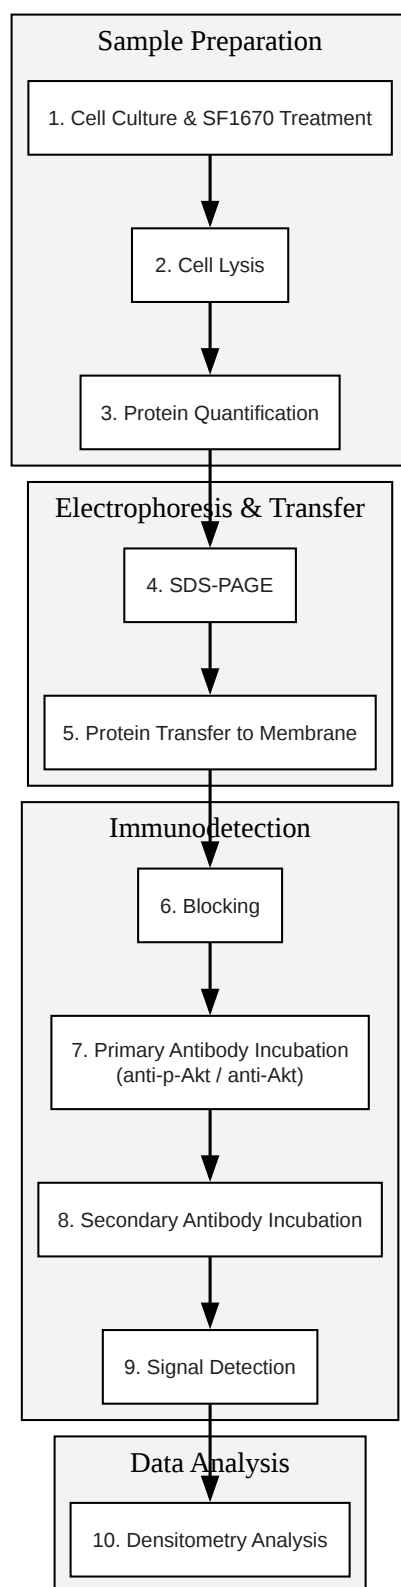 Sample Preparation
1. Cell Culture & SF1670 Treatment
2. Cell Lysis
3. Protein Quantification
Electrophoresis & Transfer
4. SDS-PAGE
5. Protein Transfer to Membrane
Immunodetection
6. Blocking
7. Primary Antibody Incubation
(anti-p-Akt / anti-Akt)
8. Secondary Antibody Incubation
9. Signal Detection
Data Analysis
10. Densitometry Analysis